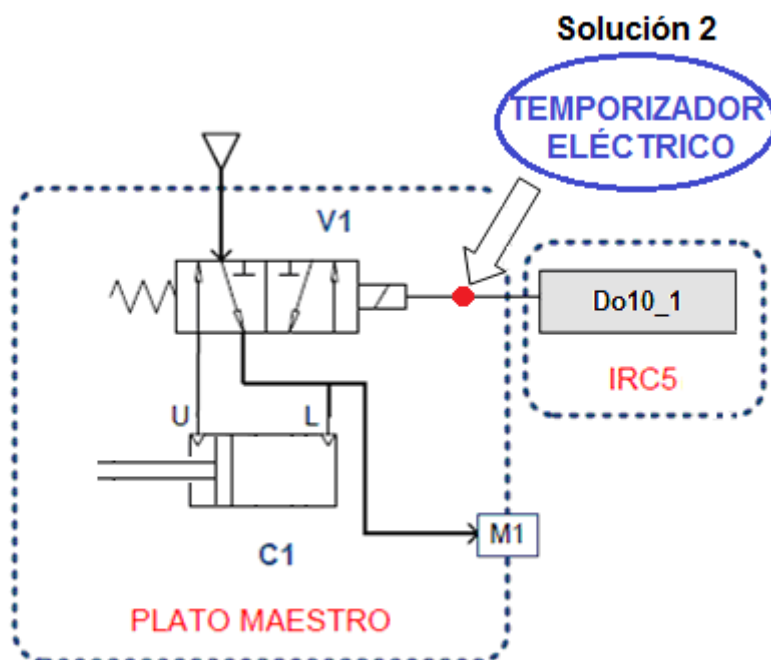 Solución 2
TEMPORIZADOR
ELÉCTRICO
V1
Do10_1
IRC5
U
L
C1
M1
PLATO MAESTRO